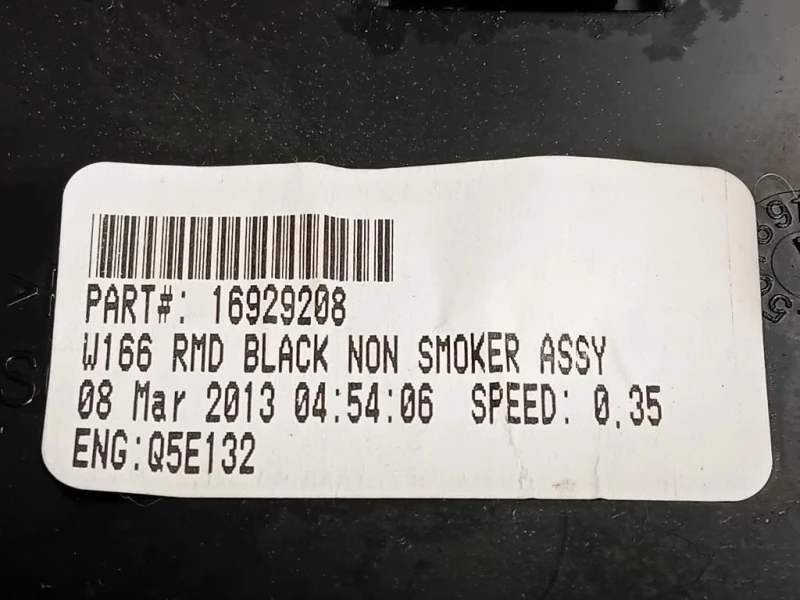 PART#: 16929208
W166 RMD BLACK NON SMOKER ASSY
08 Mar 2013 04:54:06 SPEED: 0.35
ENG:Q5E132